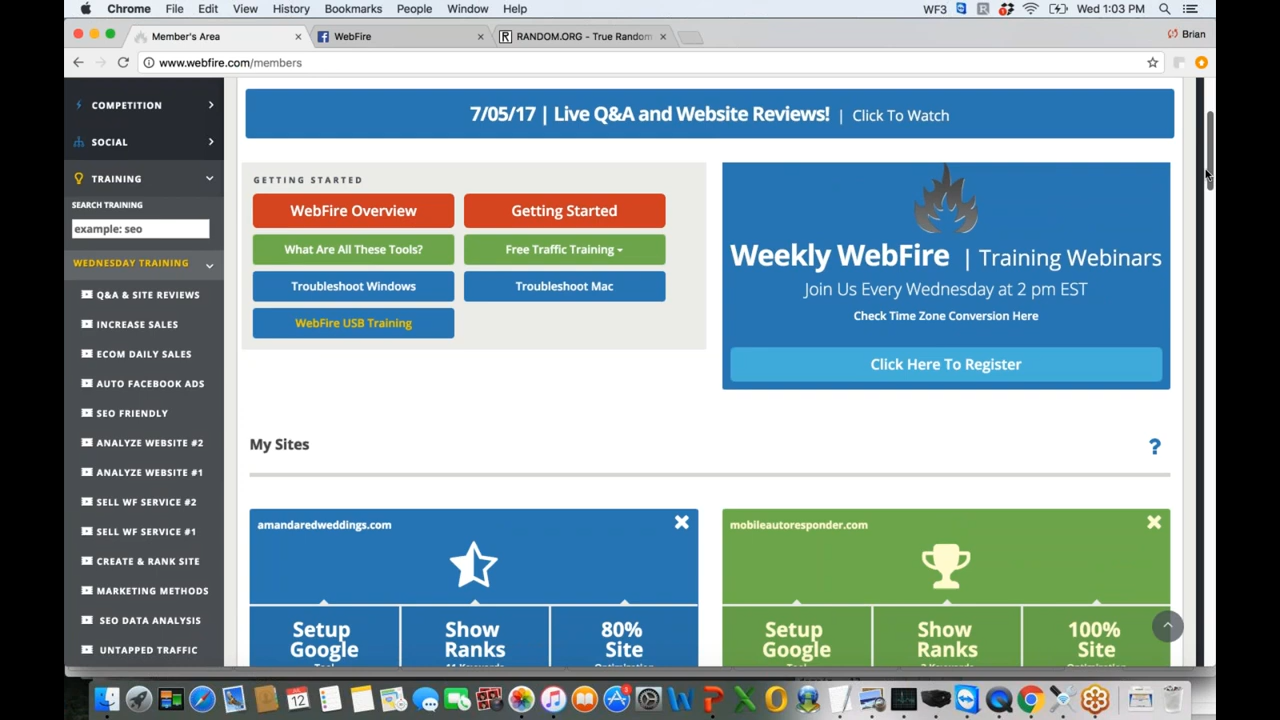 Chrome File Edit View History Bookmarks People Window Help
WF3 Wed 1:03 PM
Member's Area
WebFire
RANDOM.ORG - True Random
Brian
www.webfire.com/members
COMPETITION
SOCIAL
TRAINING
SEARCH TRAINING
example: seo
WEDNESDAY TRAINING
Q&A & SITE REVIEWS
INCREASE SALES
ECOM DAILY SALES
AUTO FACEBOOK ADS
SEO FRIENDLY
ANALYZE WEBSITE #2
ANALYZE WEBSITE #1
SELL WF SERVICE #2
SELL WF SERVICE #1
CREATE & RANK SITE
MARKETING METHODS
SEO DATA ANALYSIS
UNTAPPED TRAFFIC
7/05/17 | Live Q&A and Website Reviews! | Click To Watch
GETTING STARTED
WebFire Overview
Getting Started
What Are All These Tools?
Free Traffic Training
Troubleshoot Windows
Troubleshoot Mac
WebFire USB Training
Weekly WebFire | Training Webinars
Join Us Every Wednesday at 2 pm EST
Check Time Zone Conversion Here
Click Here To Register
My Sites
?
amandaredweddings.com
Setup
Google
Show
Ranks
80%
Site
mobileautoresponder.com
Setup
Google
Show
Ranks
100%
Site